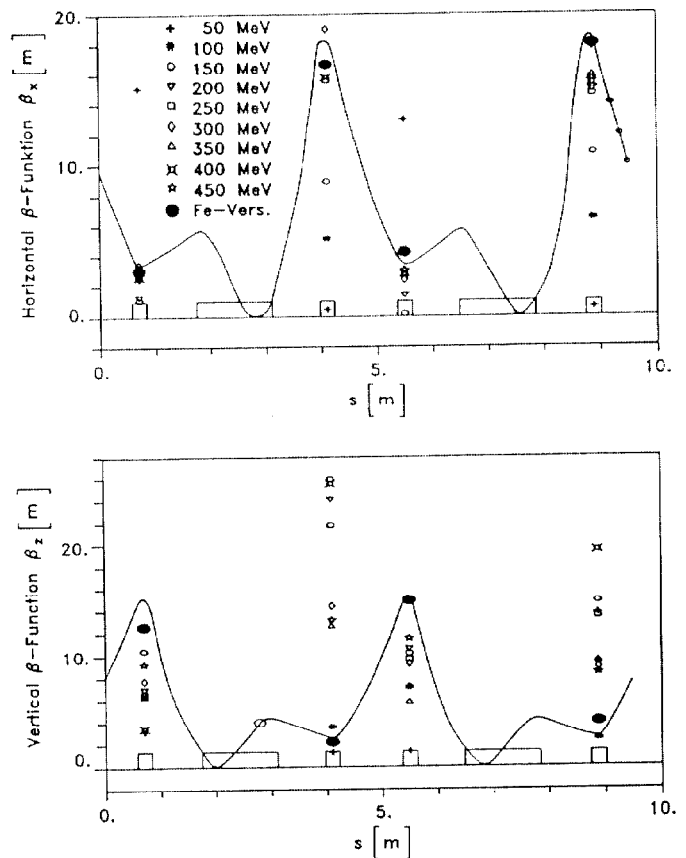 Horizontal β-Funktion βx [m]
20.
10.
0.
+ 50 MeV
✱ 100 MeV
○ 150 MeV
▽ 200 MeV
□ 250 MeV
◇ 300 MeV
△ 350 MeV
¤ 400 MeV
☆ 450 MeV
● Fe-Vers.
0.
5.
10.
s [m]
Vertical β-Function βz [m]
20.
10.
0.
0.
5.
10.
s [m]